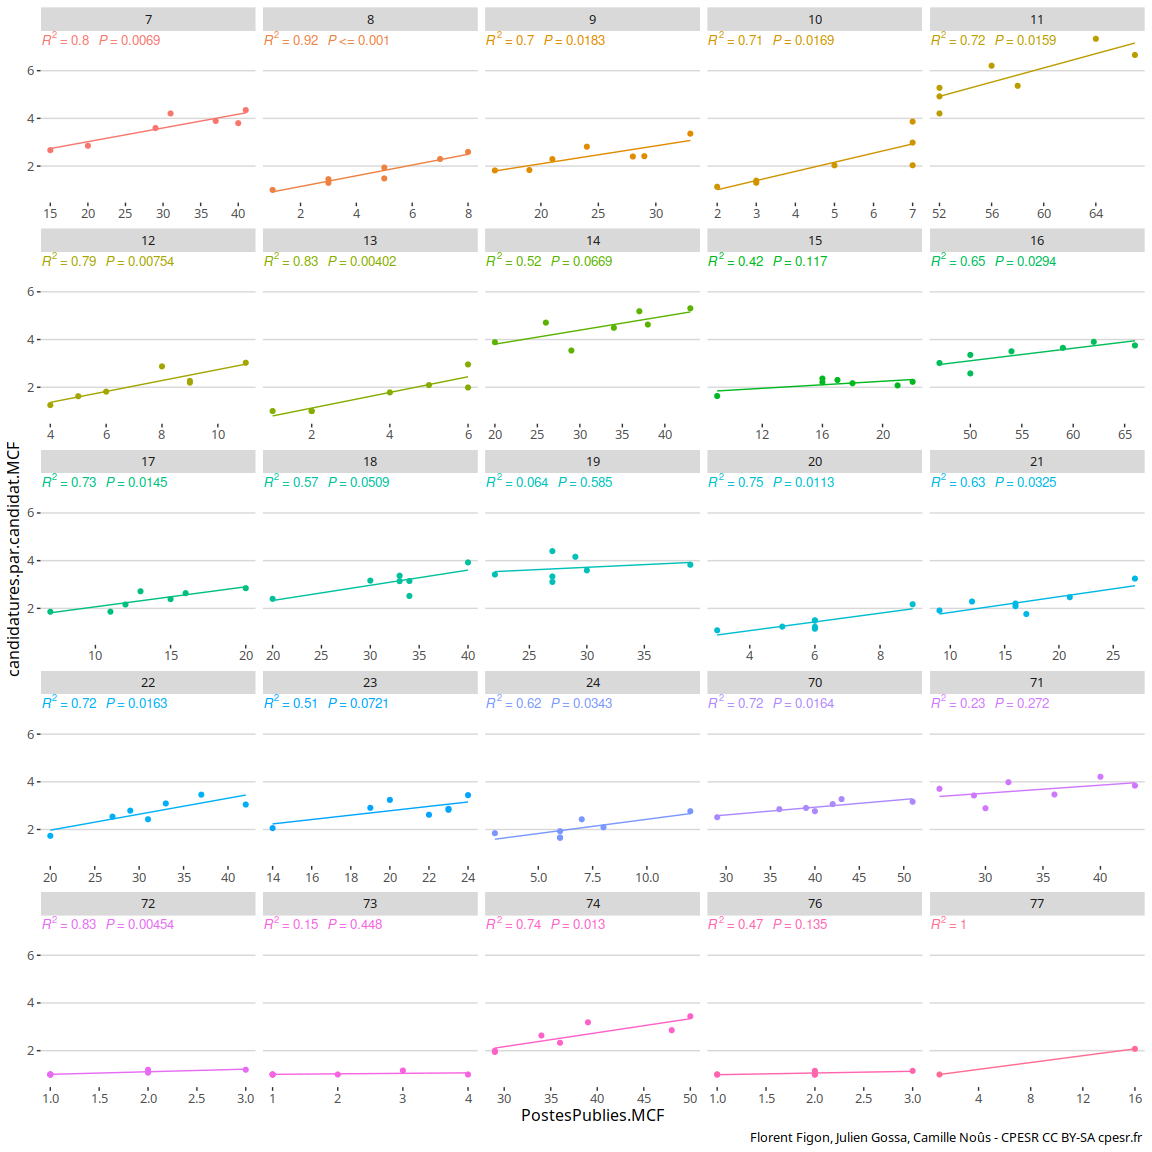 7 8 9 10 11
R2 = 0.8 P = 0.0069 R2 = 0.92 P <= 0.001 R2 = 0.7 P = 0.0183 R2 = 0.71 P = 0.0169 R2 = 0.72 P = 0.0159
6
4
2
15 20 25 30 35 40 2 4 6 8 20 25 30 2 3 4 5 6 7 52 56 60 64
12 13 14 15 16
R2 = 0.79 P = 0.00754 R2 = 0.83 P = 0.00402 R2 = 0.52 P = 0.0669 R2 = 0.42 P = 0.117 R2 = 0.65 P = 0.0294
6
4
2
4 6 8 10 2 4 6 20 25 30 35 40 12 16 20 50 55 60 65
candidatures.par.candidat.MCF
17 18 19 20 21
R2 = 0.73 P = 0.0145 R2 = 0.57 P = 0.0509 R2 = 0.064 P = 0.585 R2 = 0.75 P = 0.0113 R2 = 0.63 P = 0.0325
6
4
2
10 15 20 20 25 30 35 40 25 30 35 4 6 8 10 15 20 25
22 23 24 70 71
R2 = 0.72 P = 0.0163 R2 = 0.51 P = 0.0721 R2 = 0.62 P = 0.0343 R2 = 0.72 P = 0.0164 R2 = 0.23 P = 0.272
6
4
2
20 25 30 35 40 14 16 18 20 22 24 5.0 7.5 10.0 30 35 40 45 50 30 35 40
72 73 74 76 77
R2 = 0.83 P = 0.00454 R2 = 0.15 P = 0.448 R2 = 0.74 P = 0.013 R2 = 0.47 P = 0.135 R2 = 1
6
4
2
1.0 1.5 2.0 2.5 3.0 1 2 3 4 30 35 40 45 50 1.0 1.5 2.0 2.5 3.0 4 8 12 16
PostesPublies.MCF
Florent Figon, Julien Gossa, Camille Noûs - CPESR CC BY-SA cpesr.fr